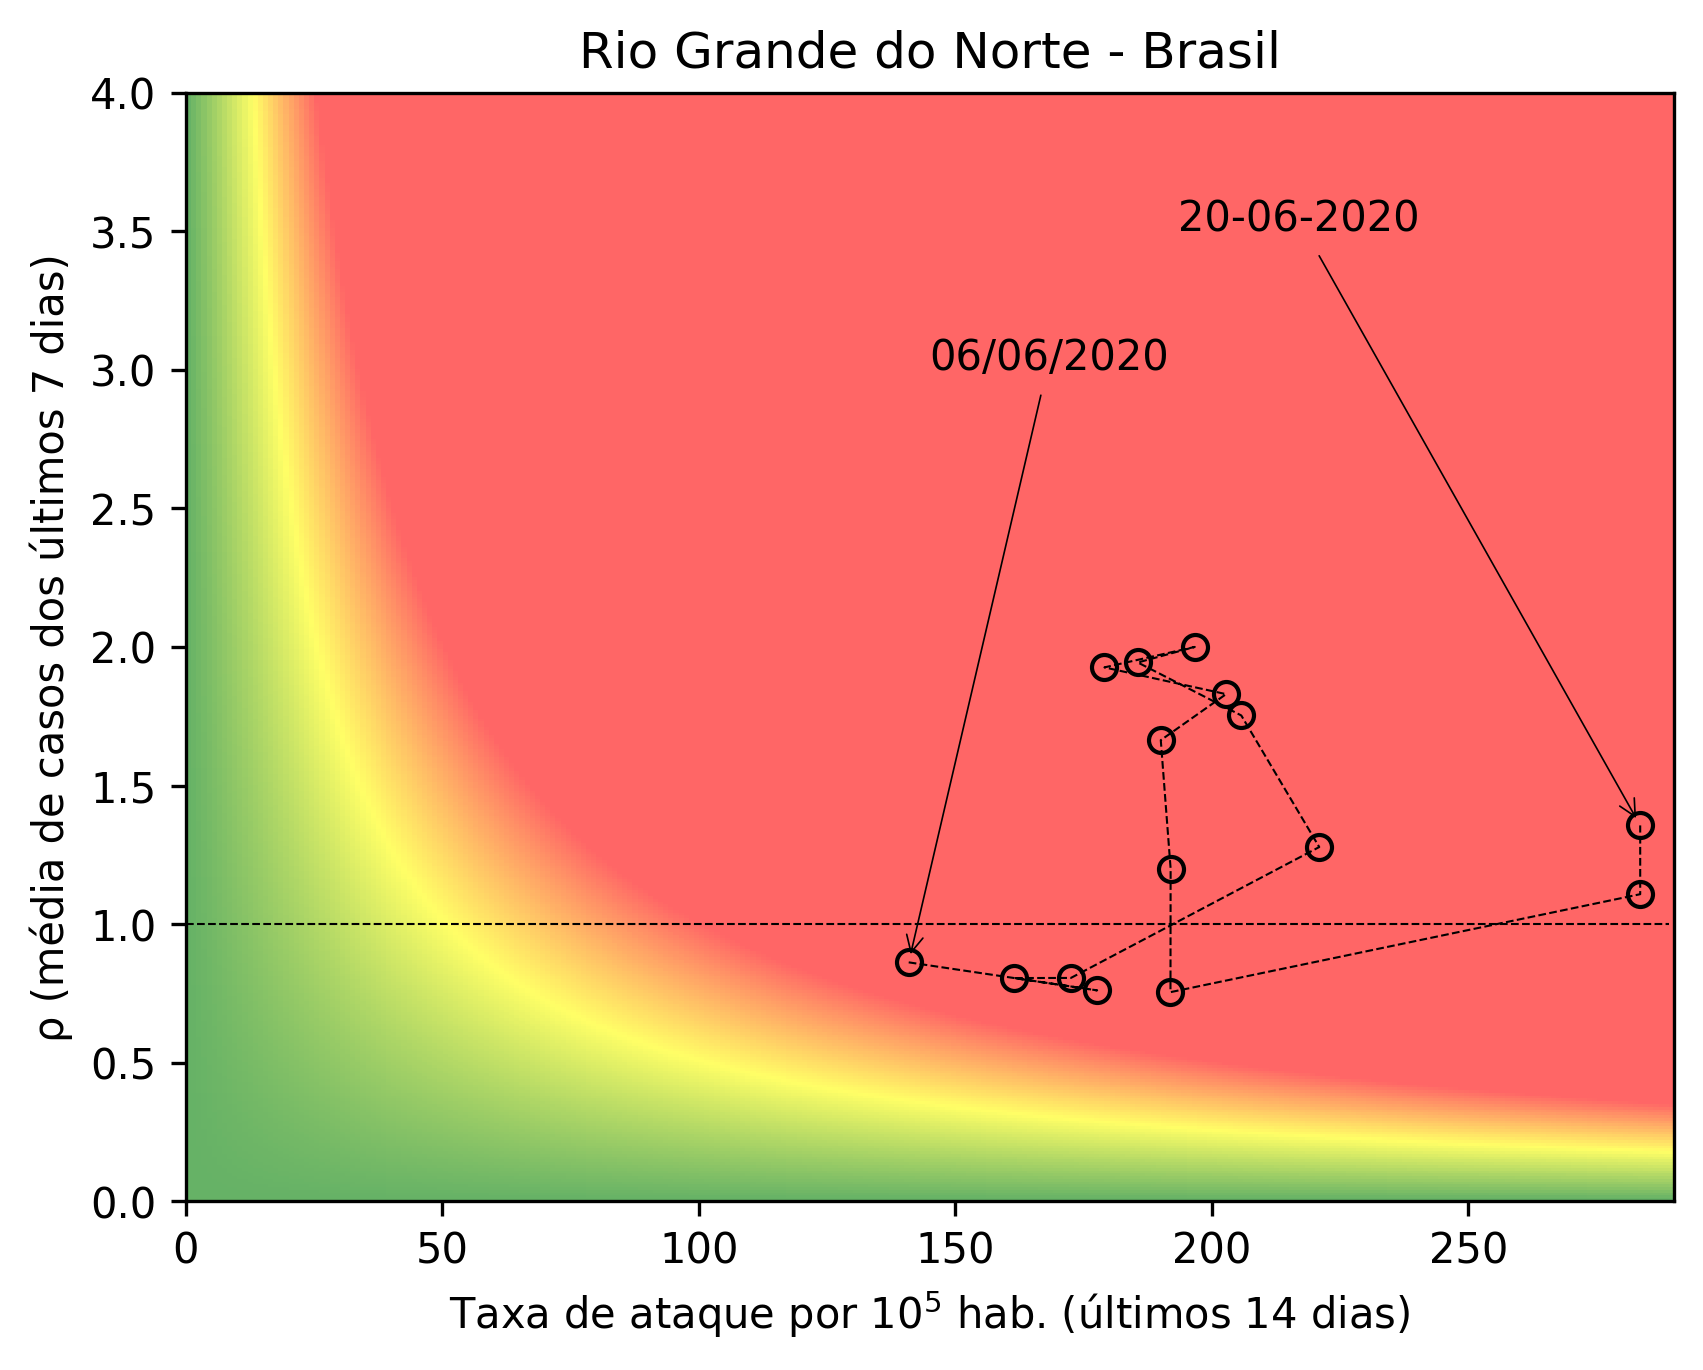 Rio Grande do Norte - Brasil
4.0
3.5
3.0
2.5
2.0
1.5
1.0
0.5
0.0
ρ (média de casos dos últimos 7 dias)
20-06-2020
06/06/2020
0 50 100 150 200 250
Taxa de ataque por 10⁵ hab. (últimos 14 dias)